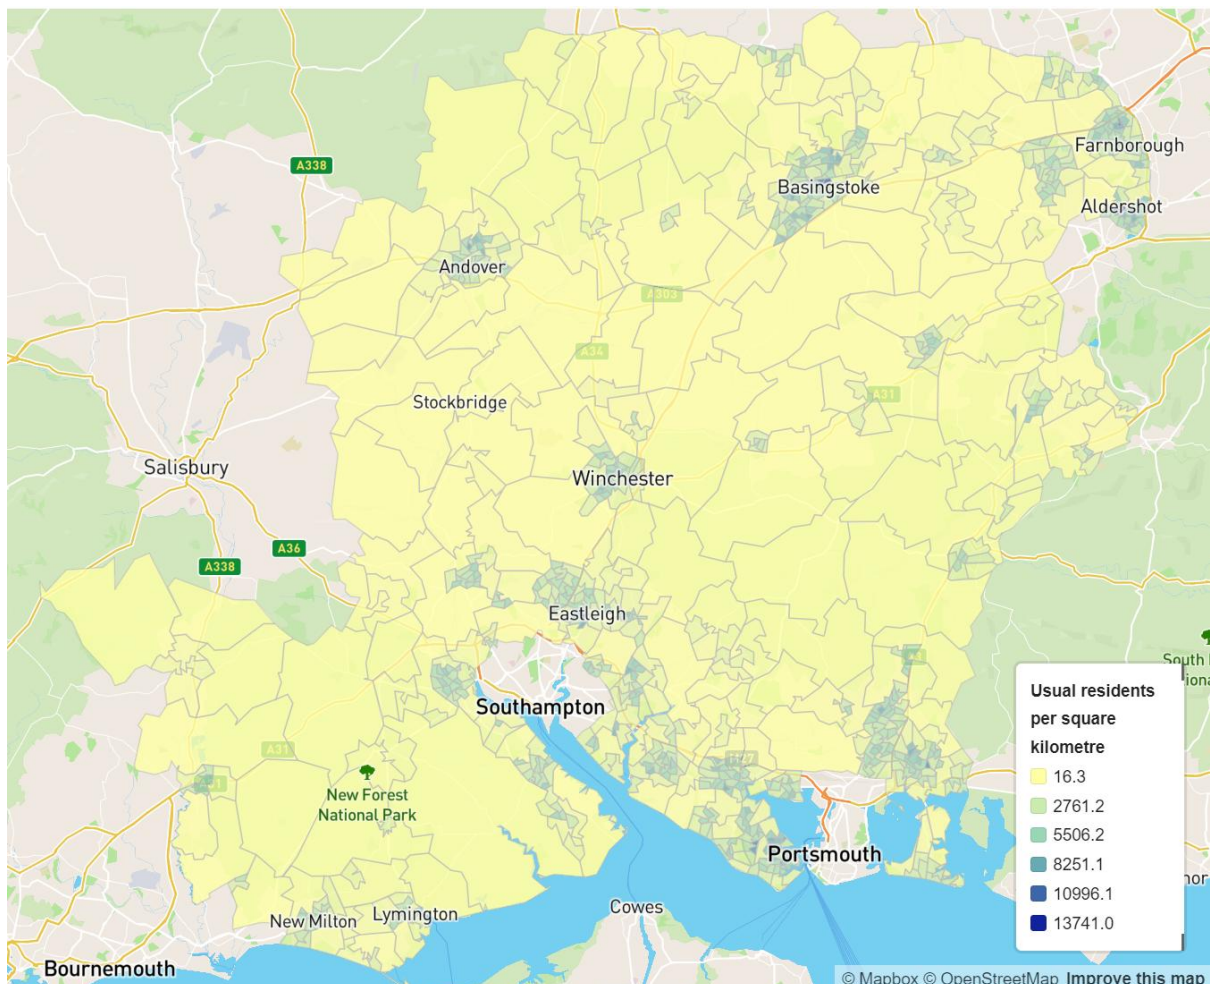 A338
Farnborough
Basingstoke
Aldershot
Andover
A303
A34
Stockbridge
A31
Salisbury
Winchester
A36
A338
Eastleigh
South
Southampton
A31
New Forest
National Park
Portsmouth
Cowes
New Milton
Lymington
Bournemouth
Usual residents
per square
kilometre
16.3
2761.2
5506.2
8251.1
10996.1
13741.0
© Mapbox © OpenStreetMap Improve this map